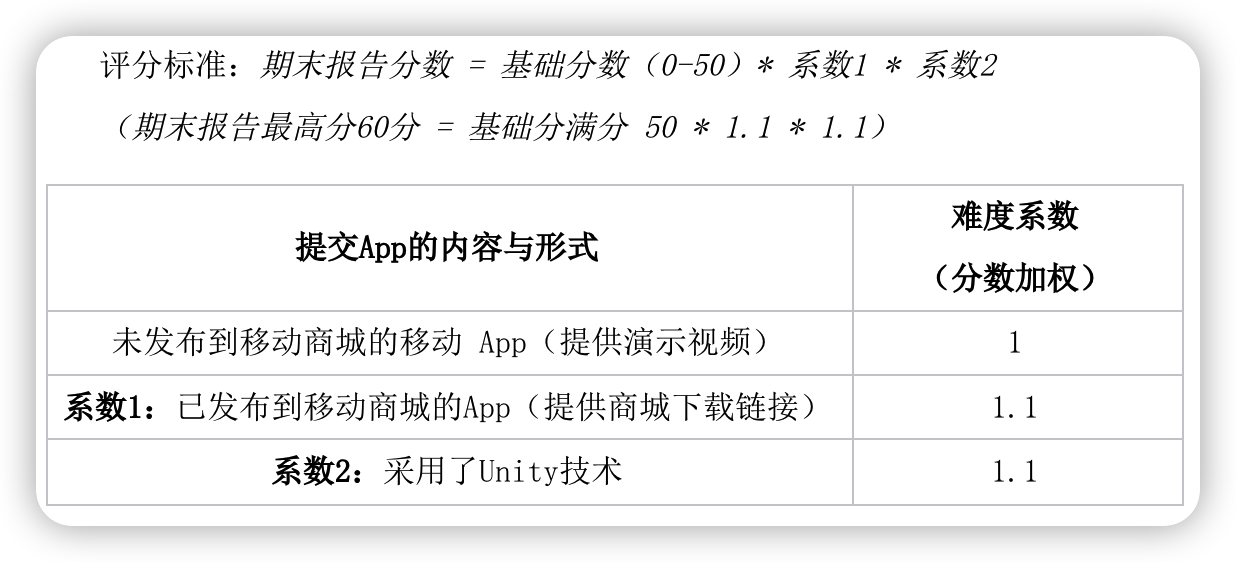 评分标准：期末报告分数 = 基础分数（0-50）* 系数1 * 系数2
（期末报告最高分60分 = 基础分满分 50 * 1.1 * 1.1）
提交App的内容与形式
难度系数
（分数加权）
未发布到移动商城的移动 App（提供演示视频）
1
系数1：已发布到移动商城的App（提供商城下载链接）
1.1
系数2：采用了Unity技术
1.1